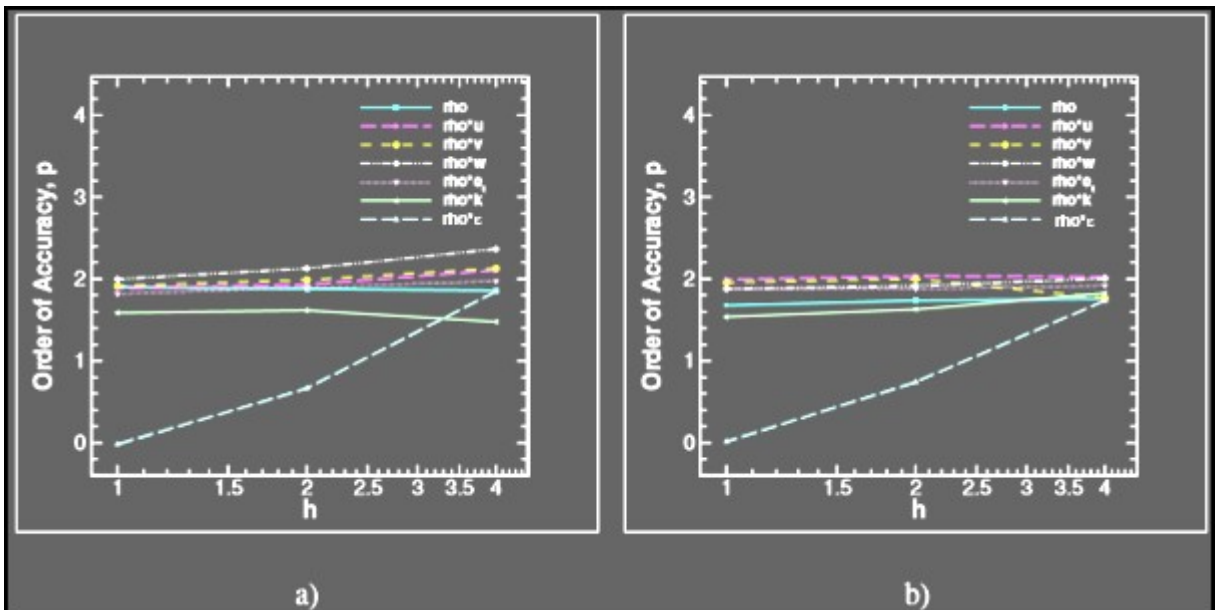 Order of Accuracy, p
4
3
2
1
0
rho
rho*u
rho*v
rho*w
rho*e
rho*k
rho*ε
1 1.5 2 2.5 3 3.5 4
h
a)
Order of Accuracy, p
4
3
2
1
0
rho
rho*u
rho*v
rho*w
rho*e
rho*k
rho*ε
1 1.5 2 2.5 3 3.5 4
h
b)